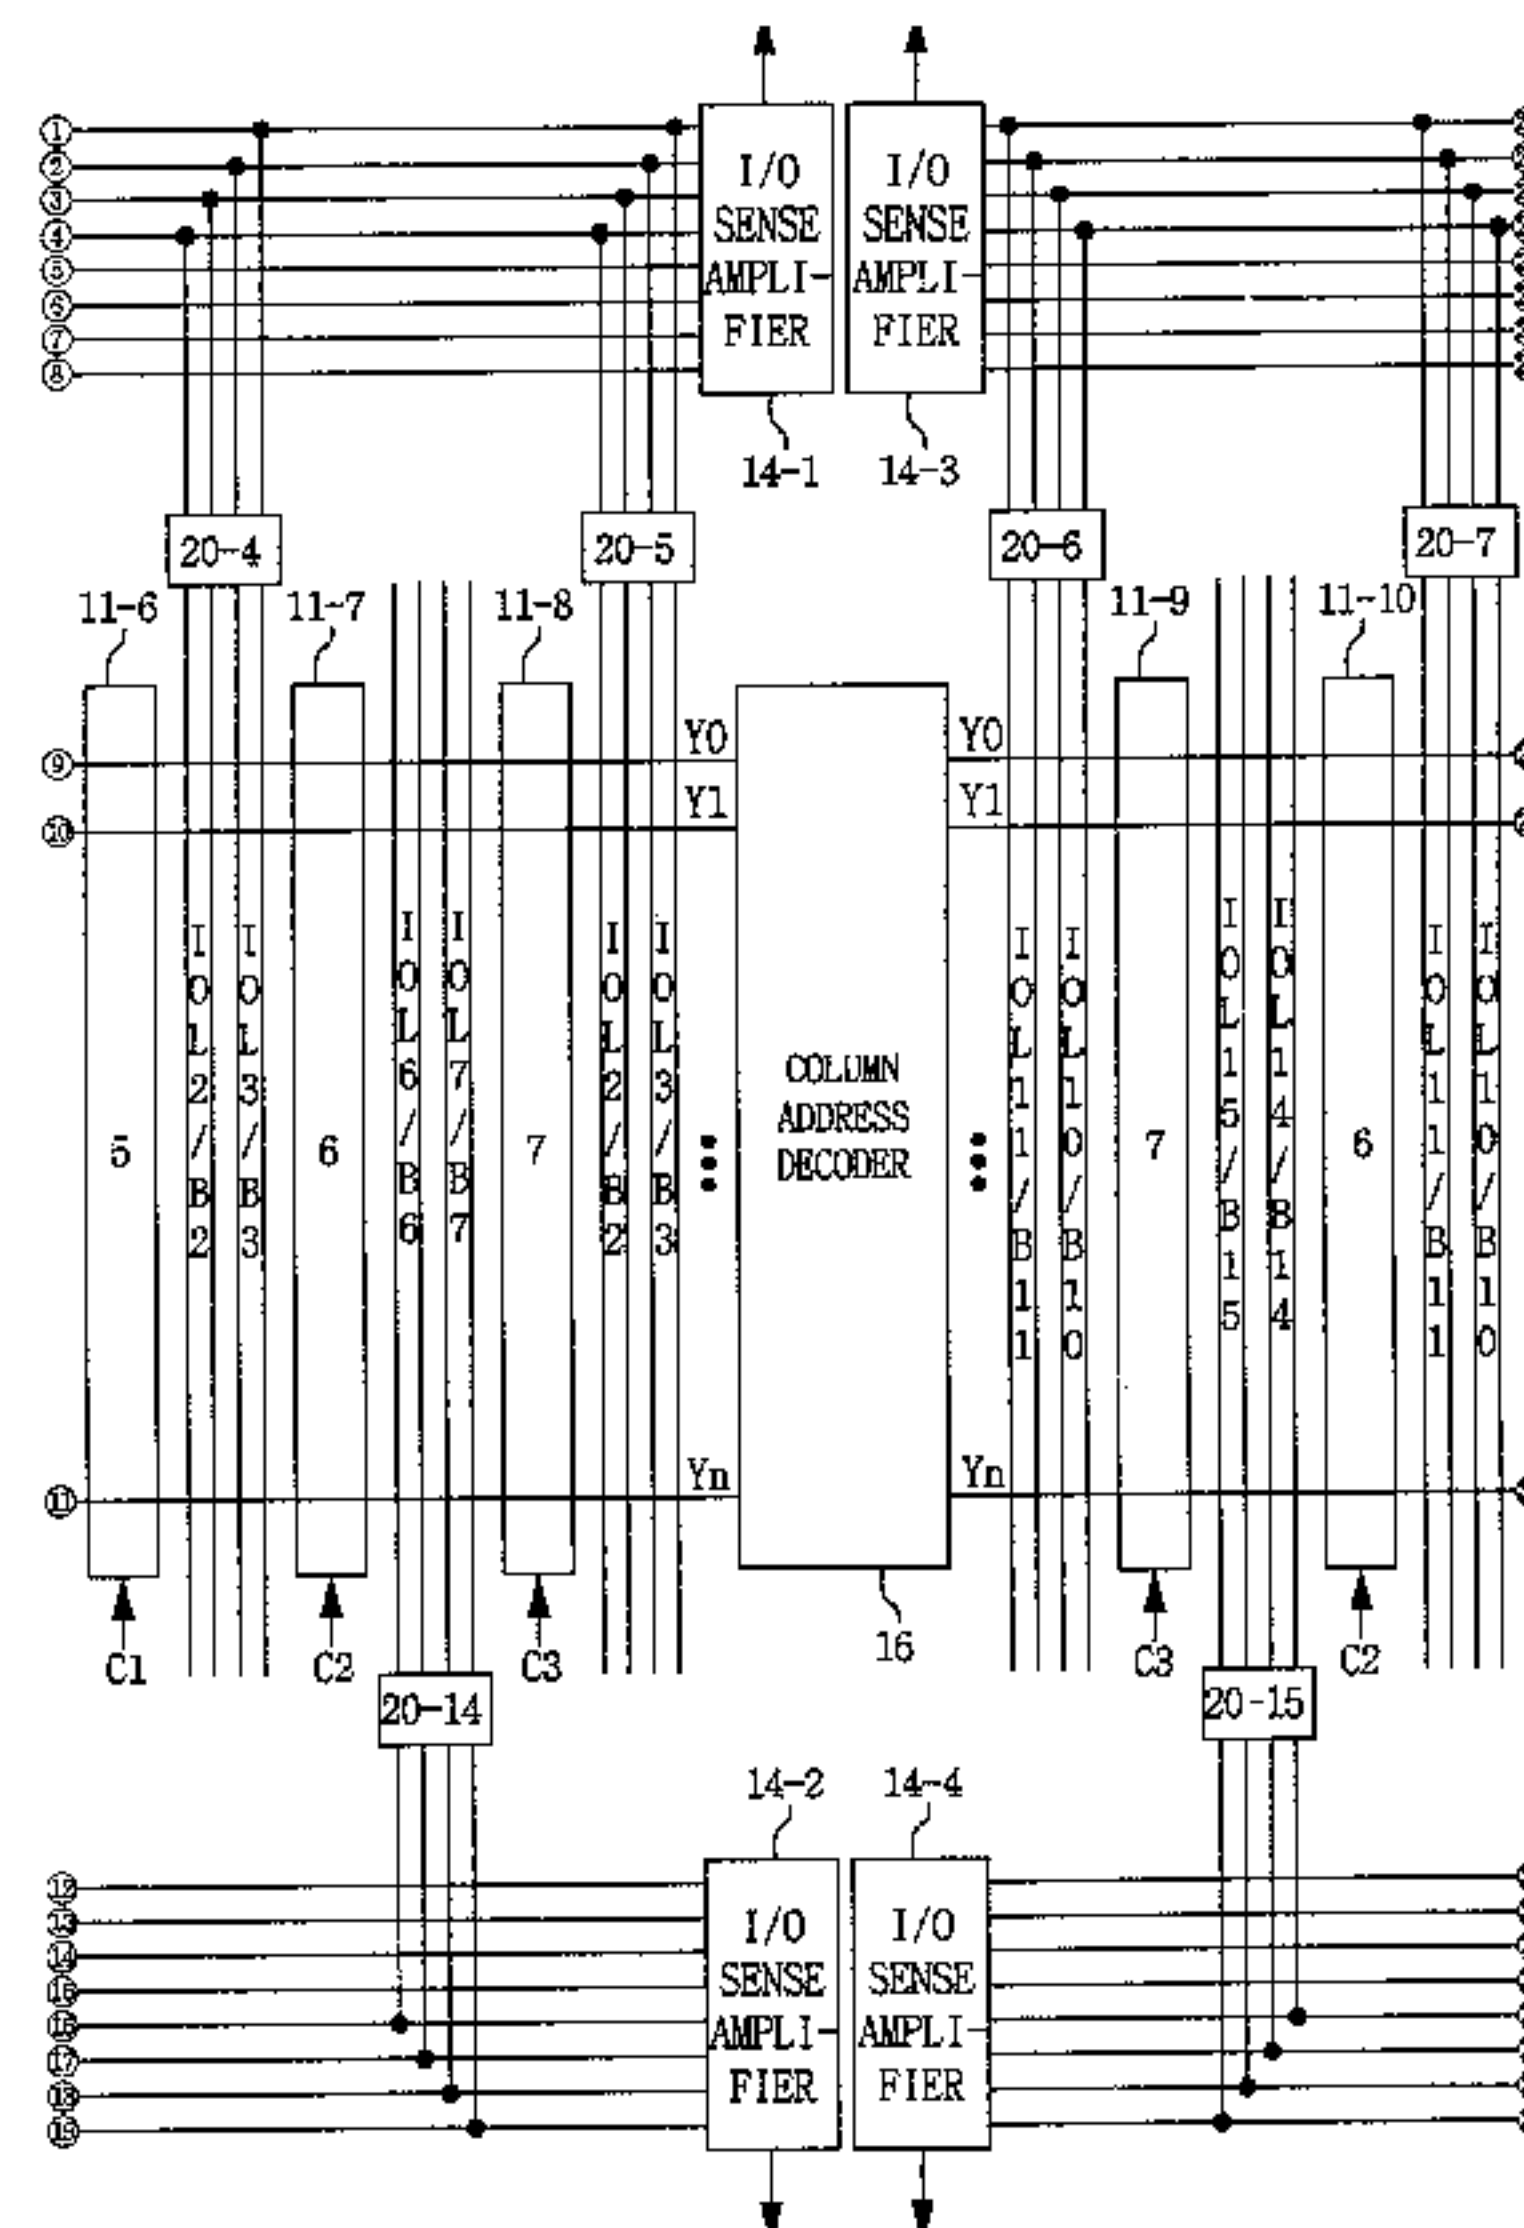 ①
②
③
④
⑤
⑥
⑦
⑧
I/O
SENSE
AMPLI-
FIER
I/O
SENSE
AMPLI-
FIER
14-1
14-3
20-4
20-5
20-6
20-7
11-6
11-7
11-8
11-9
11-10
⑨
Y0
Y0
⑩
Y1
Y1
IOL2/B2
IOL3/B3
IOL6/B6
IOL7/B7
IOL2/B2
IOL3/B3
IOL11/B11
IOL10/B10
IOL15/B15
IOL14/B14
IOL11/B11
IOL10/B10
5
6
7
COLUMN
ADDRESS
DECODER
7
6
⑪
Yn
Yn
C1
C2
C3
16
C3
C2
20-14
20-15
14-2
14-4
⑫
⑬
⑭
⑯
⑰
⑱
⑲
I/O
SENSE
AMPLI-
FIER
I/O
SENSE
AMPLI-
FIER